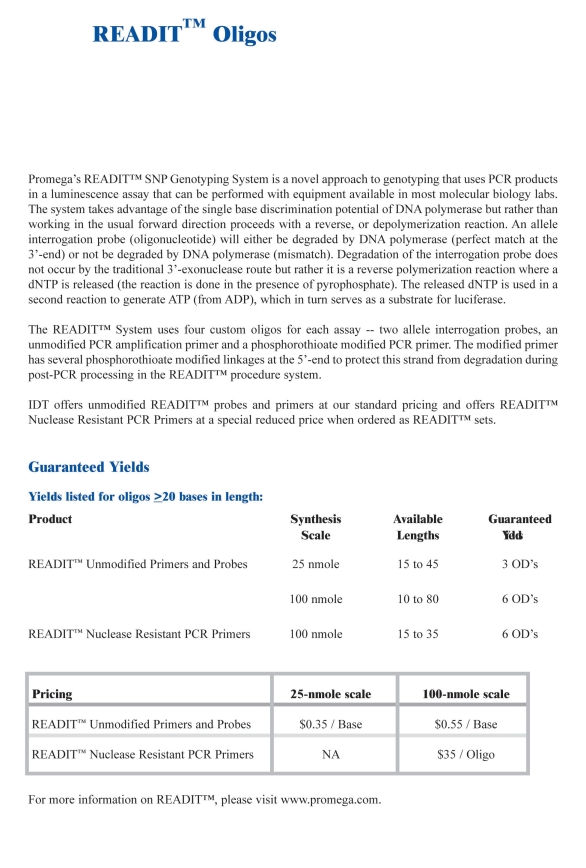 READIT™ Oligos
Promega’s READIT™ SNP Genotyping System is a novel approach to genotyping that uses PCR products
in a luminescence assay that can be performed with equipment available in most molecular biology labs.
The system takes advantage of the single base discrimination potential of DNA polymerase but rather than
working in the usual forward direction proceeds with a reverse, or depolymerization reaction. An allele
interrogation probe (oligonucleotide) will either be degraded by DNA polymerase (perfect match at the
3’-end) or not be degraded by DNA polymerase (mismatch). Degradation of the interrogation probe does
not occur by the traditional 3’-exonuclease route but rather it is a reverse polymerization reaction where a
dNTP is released (the reaction is done in the presence of pyrophosphate). The released dNTP is used in a
second reaction to generate ATP (from ADP), which in turn serves as a substrate for luciferase.
The READIT™ System uses four custom oligos for each assay -- two allele interrogation probes, an
unmodified PCR amplification primer and a phosphorothioate modified PCR primer. The modified primer
has several phosphorothioate modified linkages at the 5’-end to protect this strand from degradation during
post-PCR processing in the READIT™ procedure system.
IDT offers unmodified READIT™ probes and primers at our standard pricing and offers READIT™
Nuclease Resistant PCR Primers at a special reduced price when ordered as READIT™ sets.
Guaranteed Yields
Yields listed for oligos ≥20 bases in length:
Product Synthesis Available Guaranteed
Scale Lengths
READIT™ Unmodified Primers and Probes 25 nmole 15 to 45 3 OD’s
100 nmole 10 to 80 6 OD’s
READIT™ Nuclease Resistant PCR Primers 100 nmole 15 to 35 6 OD’s
Pricing 25-nmole scale 100-nmole scale
READIT™ Unmodified Primers and Probes $0.35 / Base $0.55 / Base
READIT™ Nuclease Resistant PCR Primers NA $35 / Oligo
For more information on READIT™, please visit www.promega.com.